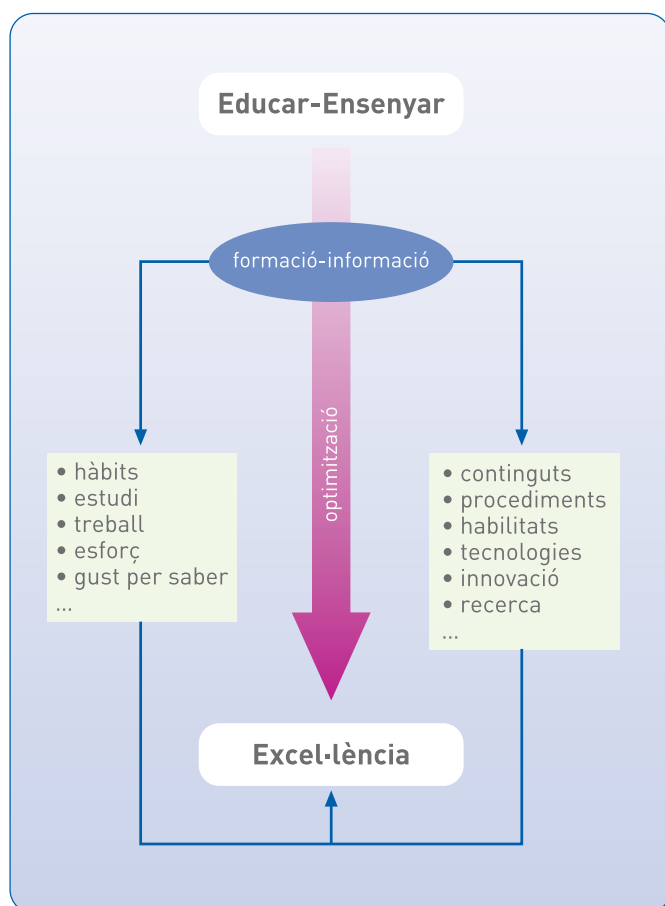 Educar-Ensenyar
formació-informació
optimització
• hàbits
• estudi
• treball
• esforç
• gust per saber
...
• continguts
• procediments
• habilitats
• tecnologies
• innovació
• recerca
...
Excel·lència